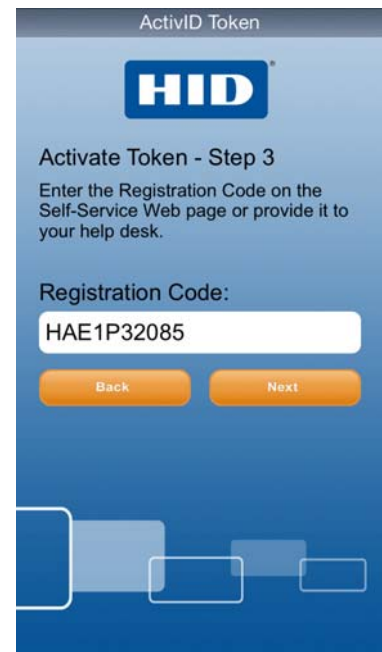 ActivID Token
HID®
Activate Token - Step 3
Enter the Registration Code on the
Self-Service Web page or provide it to
your help desk.
Registration Code:
HAE1P32085
Back
Next